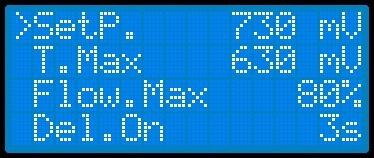 >SetP. 730 mV
T.Max 630 mV
Flow.Max 80%
Del.On 3s